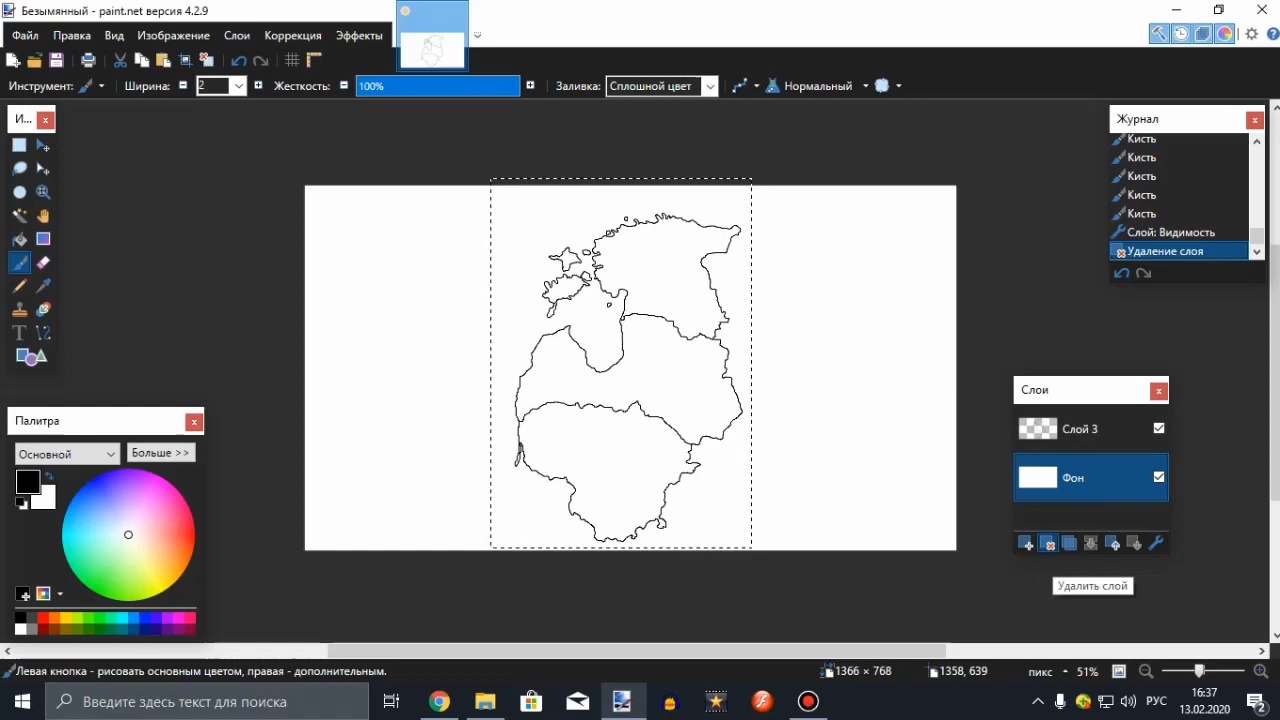 Безымянный - paint.net версия 4.2.9
Файл Правка Вид Изображение Слои Коррекция Эффекты
Инструмент: Ширина: 2 Жесткость: 100% Заливка: Сплошной цвет Нормальный
И...
Журнал
Кисть
Кисть
Кисть
Кисть
Кисть
Слой: Видимость
Удаление слоя
Слои
Слой 3
Фон
Удалить слой
Палитра
Основной Больше >>
Левая кнопка - рисовать основным цветом, правая - дополнительным. 1366 × 768 1358, 639 пикс 51%
Введите здесь текст для поиска
РУС
16:37
13.02.2020
2